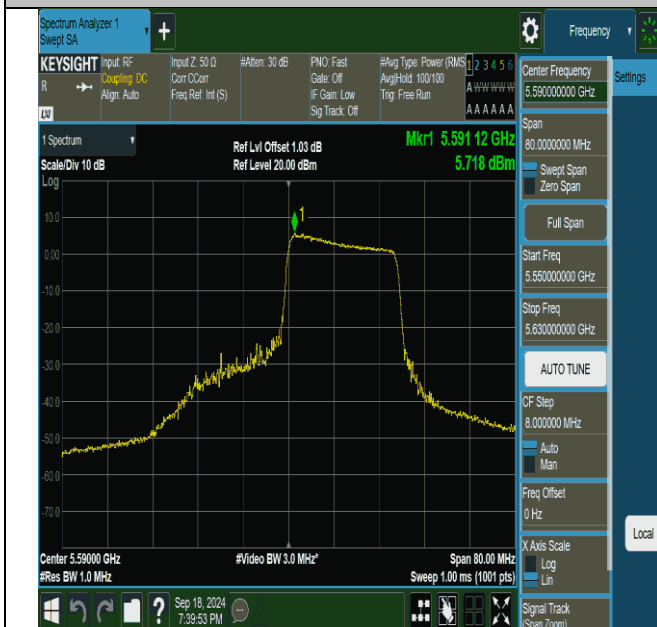 Spectrum Analyzer 1
Swept SA
+
Frequency
KEYSIGHT
R
LXI
Input: RF
Coupling: DC
Align: Auto
Input Z: 50 Ω
Corr CCorr
Freq Ref: Int (S)
#Atten: 30 dB
PNO: Fast
Gate: Off
IF Gain: Low
Sig Track: Off
#Avg Type: Power (RMS
Avg|Hold: 100/100
Trig: Free Run
1 2 3 4 5 6
A W W W W W
A A A A A A
Center Frequency
5.590000000 GHz
Settings
Span
80.0000000 MHz
Swept Span
Zero Span
Full Span
Start Freq
5.550000000 GHz
Stop Freq
5.630000000 GHz
AUTO TUNE
CF Step
8.000000 MHz
Auto
Man
Freq Offset
0 Hz
X Axis Scale
Log
Lin
Signal Track
(Span Zoom)
Local
1 Spectrum
Scale/Div 10 dB
Log
Ref Lvl Offset 1.03 dB
Ref Level 20.00 dBm
Mkr1 5.591 12 GHz
5.718 dBm
1
10.0
0.00
-10.0
-20.0
-30.0
-40.0
-50.0
-60.0
-70.0
Center 5.59000 GHz
#Res BW 1.0 MHz
#Video BW 3.0 MHz*
Span 80.00 MHz
Sweep 1.00 ms (1001 pts)
?
Sep 18, 2024
7:39:53 PM